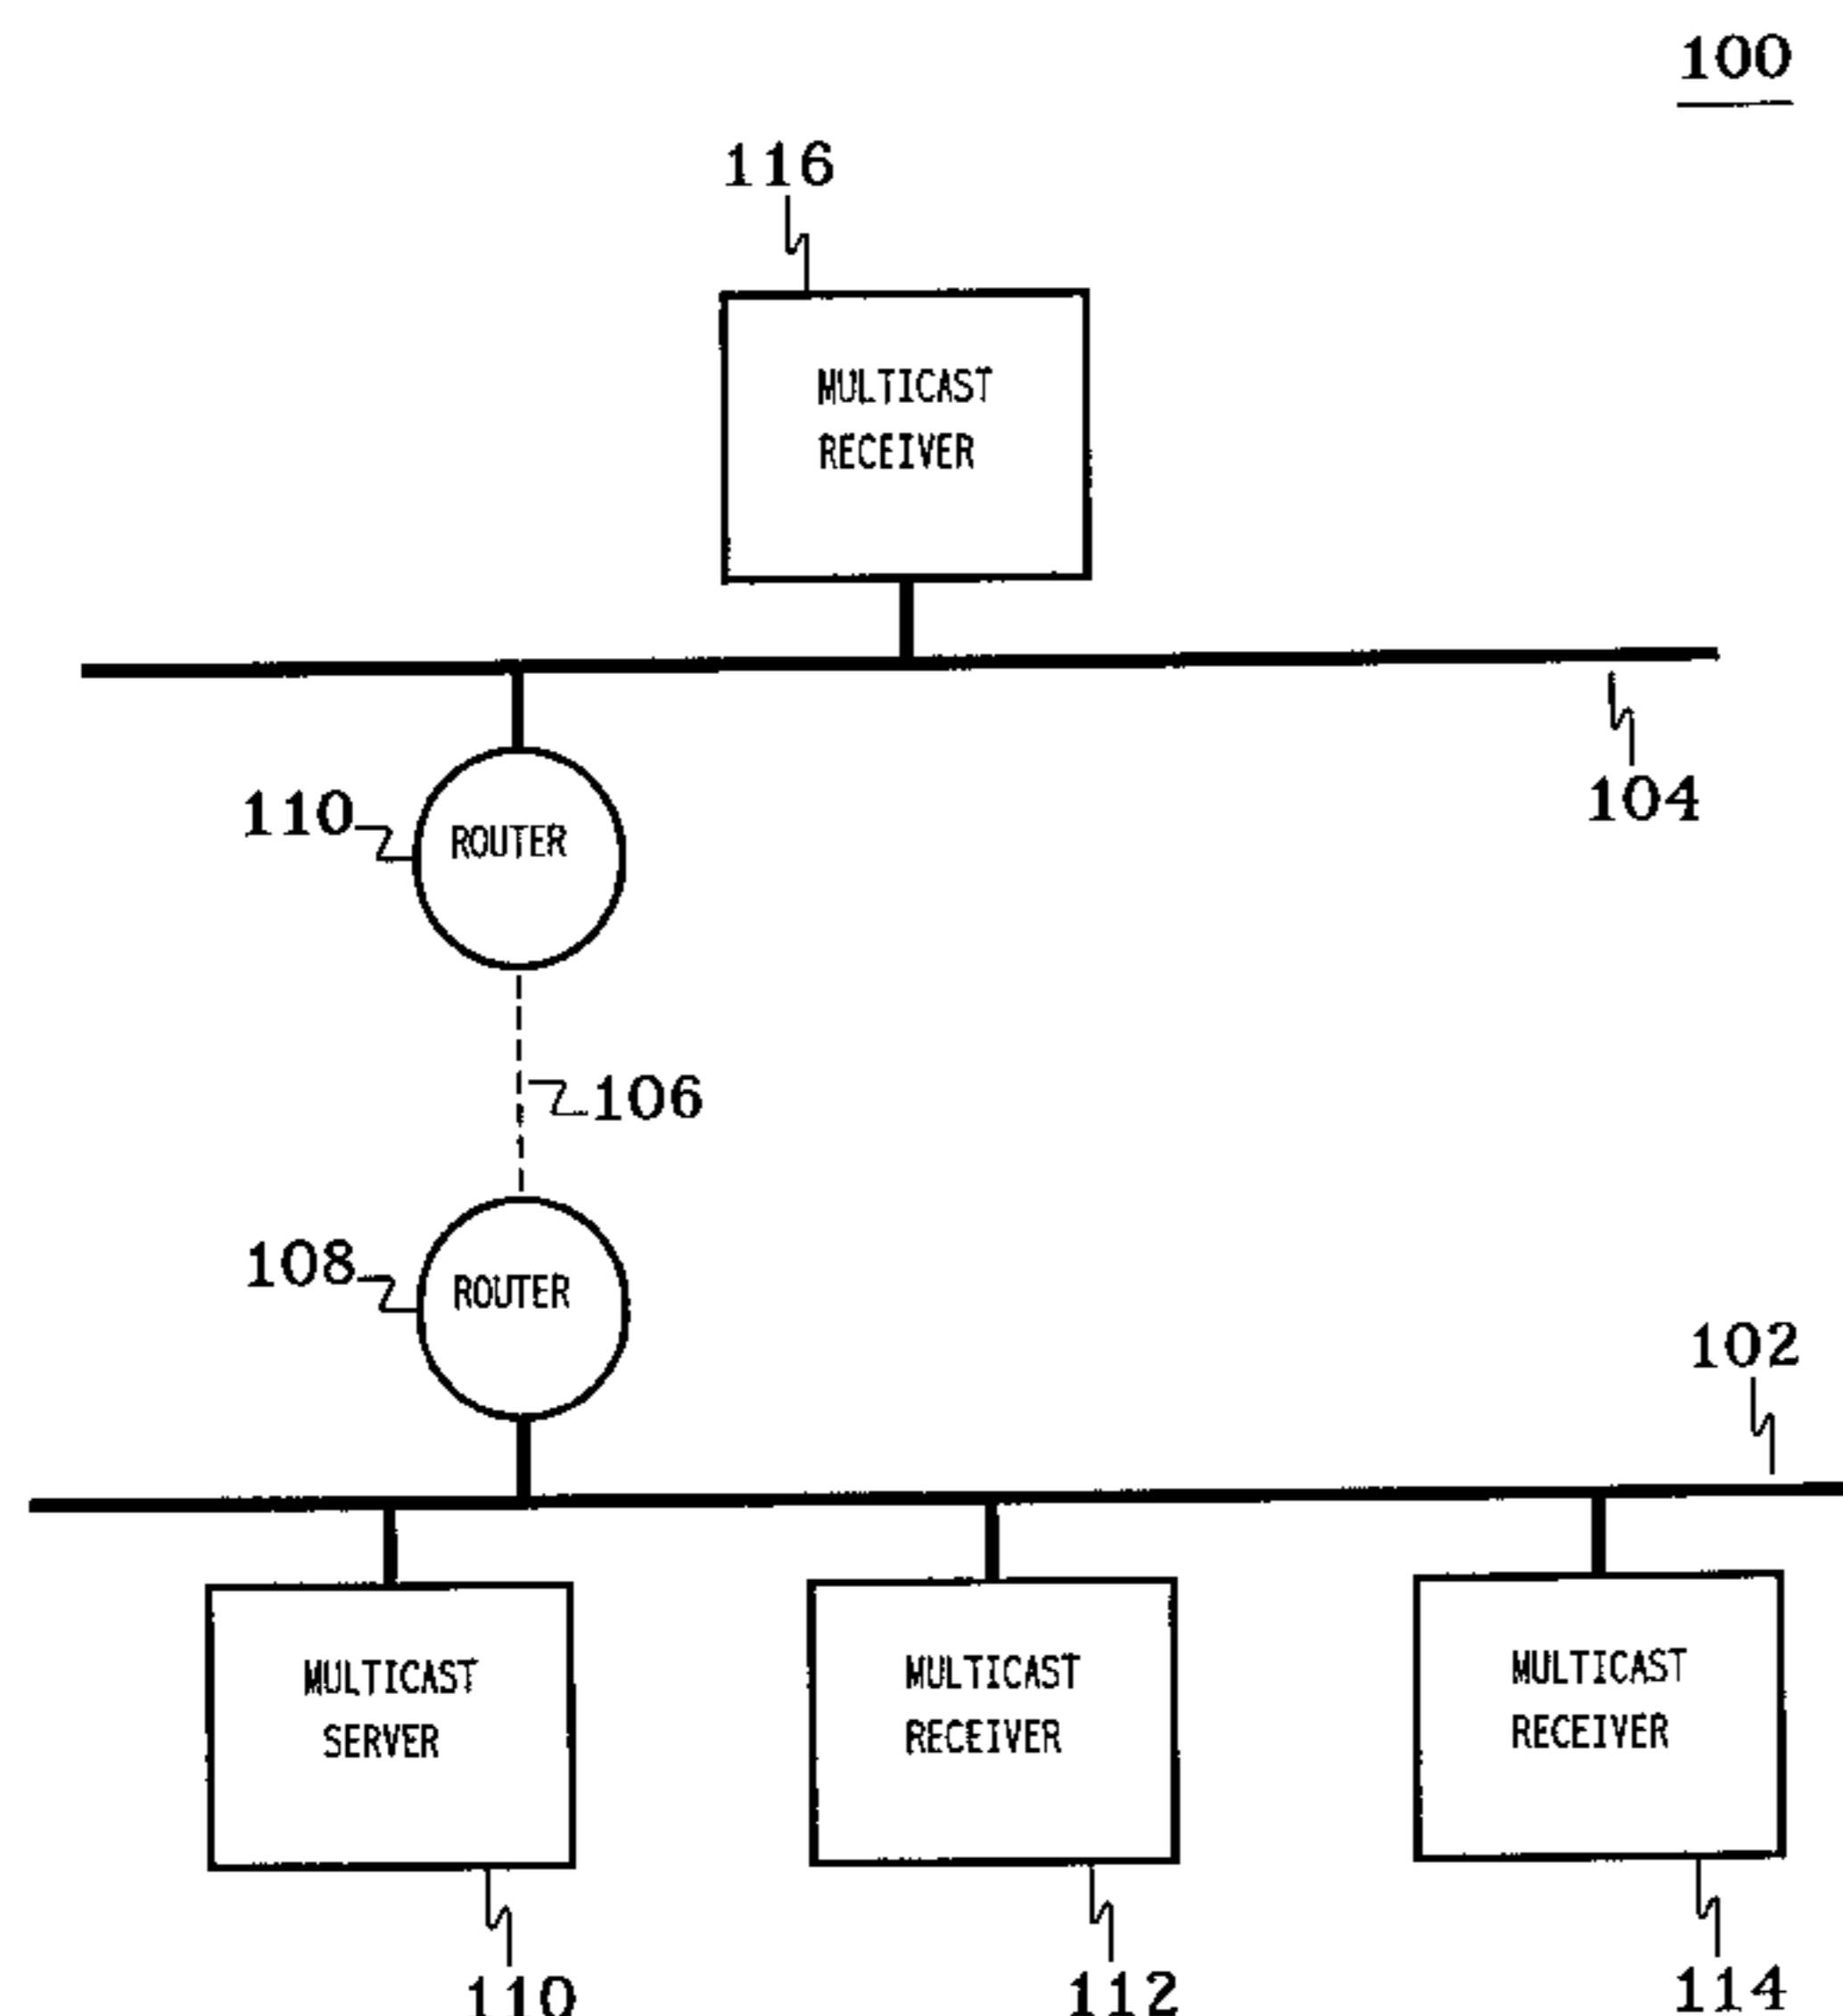 100
116
MULTICAST
RECEIVER
104
110
ROUTER
106
108
ROUTER
102
MULTICAST
SERVER
MULTICAST
RECEIVER
MULTICAST
RECEIVER
110
112
114